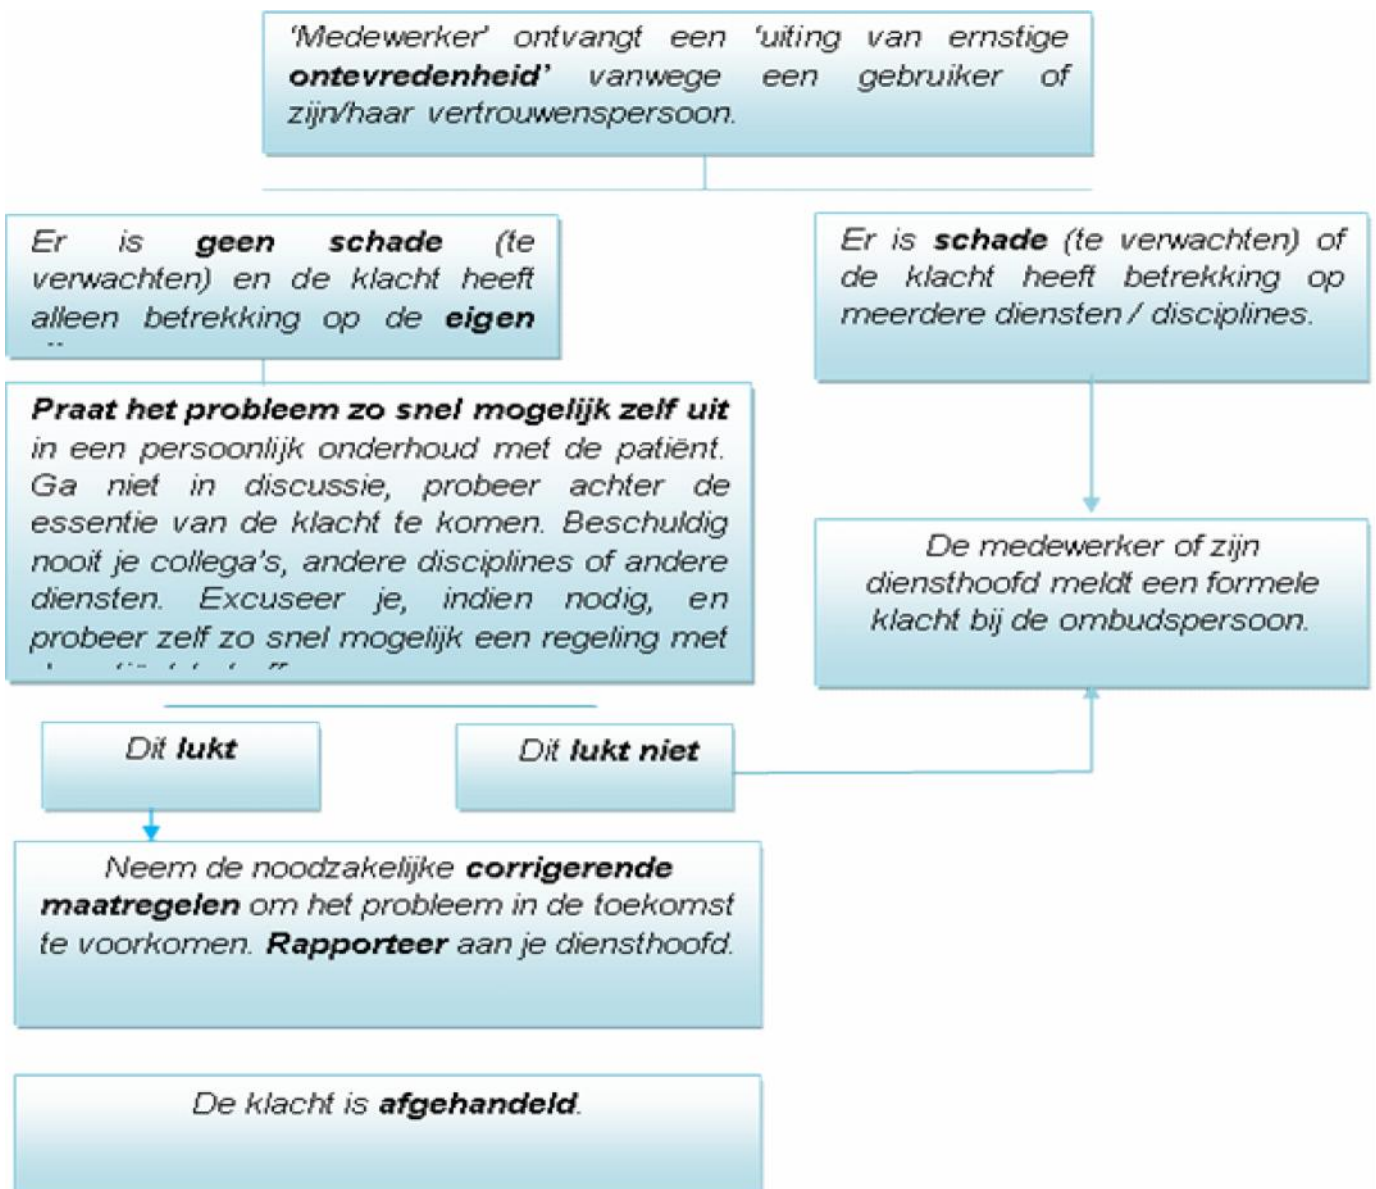 ‘Medewerker’ ontvangt een ‘uiting van ernstige
ontevredenheid’ vanwege een gebruiker of
zijn/haar vertrouwenspersoon.
Er is geen schade (te
verwachten) en de klacht heeft
alleen betrekking op de eigen
Er is schade (te verwachten) of
de klacht heeft betrekking op
meerdere diensten / disciplines.
Praat het probleem zo snel mogelijk zelf uit
in een persoonlijk onderhoud met de patiënt.
Ga niet in discussie, probeer achter de
essentie van de klacht te komen. Beschuldig
nooit je collega's, andere disciplines of andere
diensten. Excuseer je, indien nodig, en
probeer zelf zo snel mogelijk een regeling met
De medewerker of zijn
diensthoofd meldt een formele
klacht bij de ombudspersoon.
Dit lukt
Dit lukt niet
Neem de noodzakelijke corrigerende
maatregelen om het probleem in de toekomst
te voorkomen. Rapporteer aan je diensthoofd.
De klacht is afgehandeld.